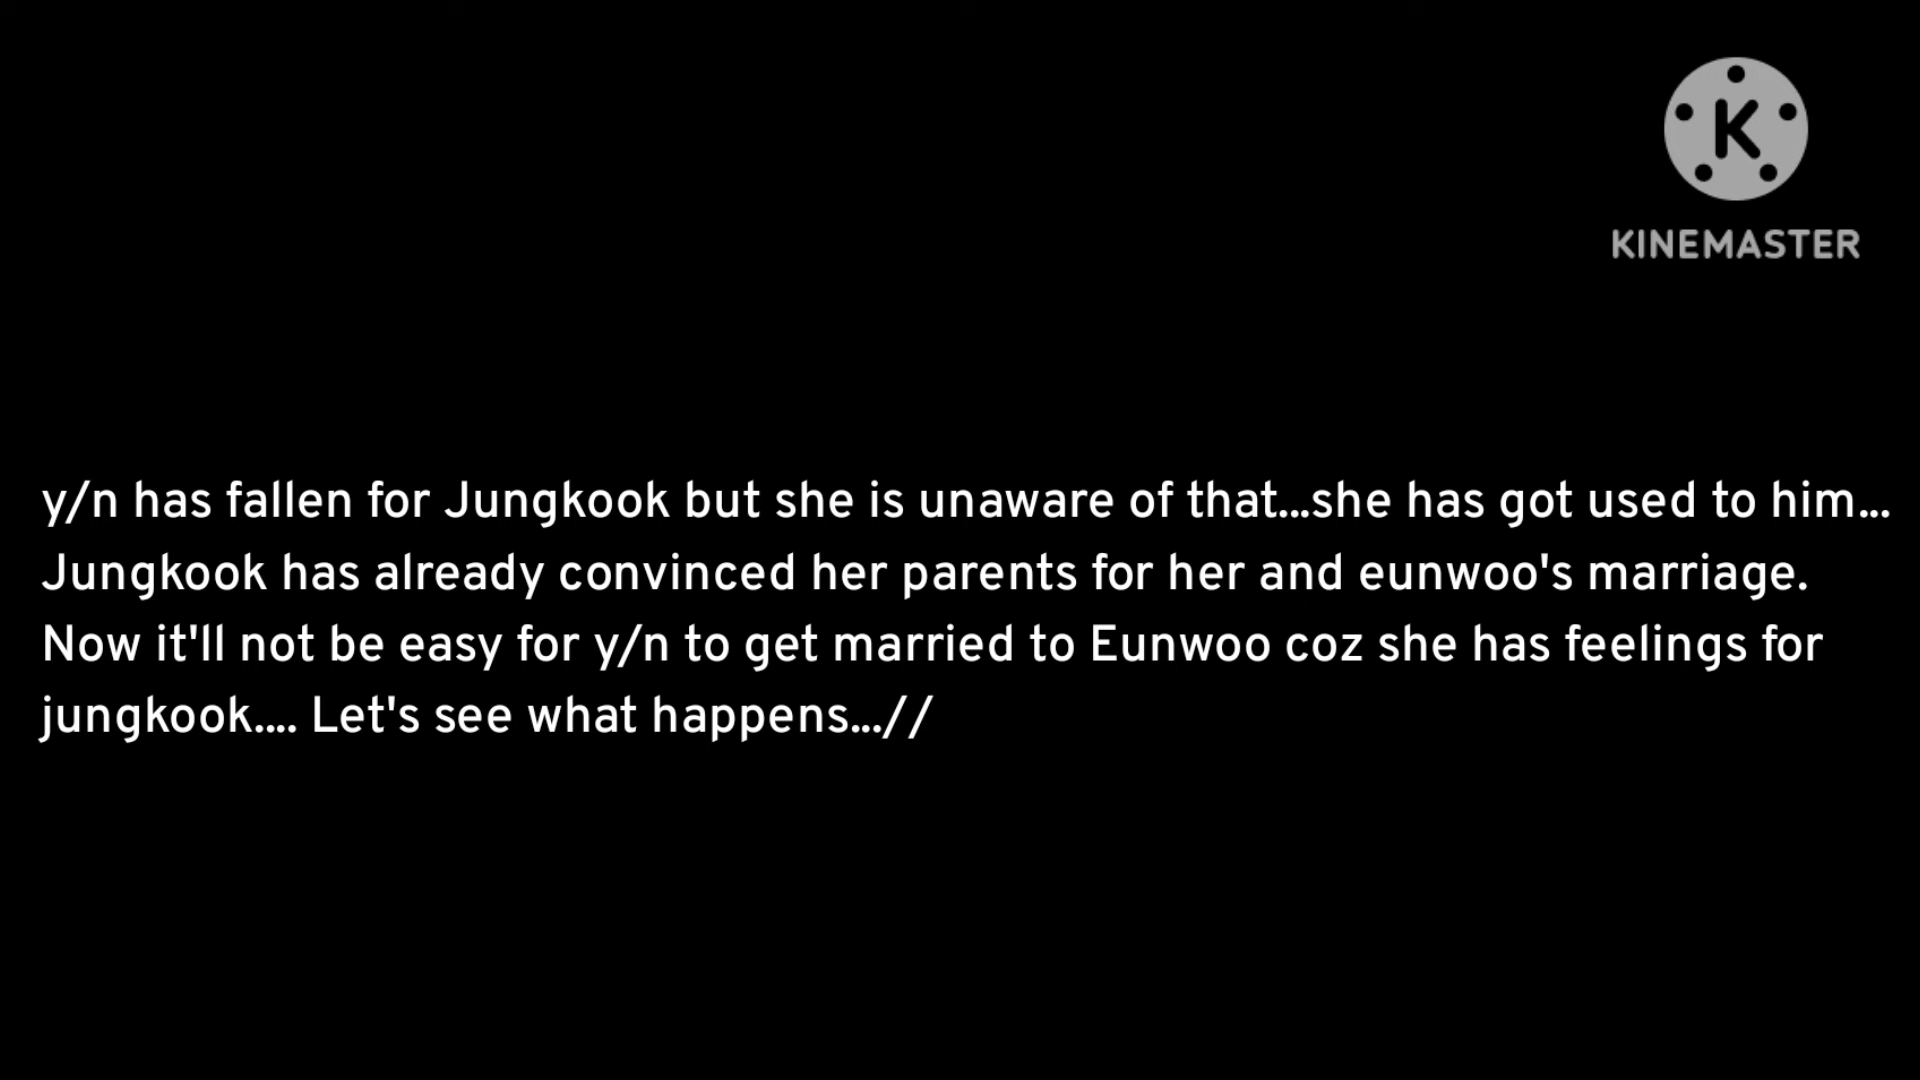 K
KINEMASTER
y/n has fallen for Jungkook but she is unaware of that...she has got used to him...
Jungkook has already convinced her parents for her and eunwoo's marriage.
Now it'll not be easy for y/n to get married to Eunwoo coz she has feelings for
jungkook.... Let's see what happens...//